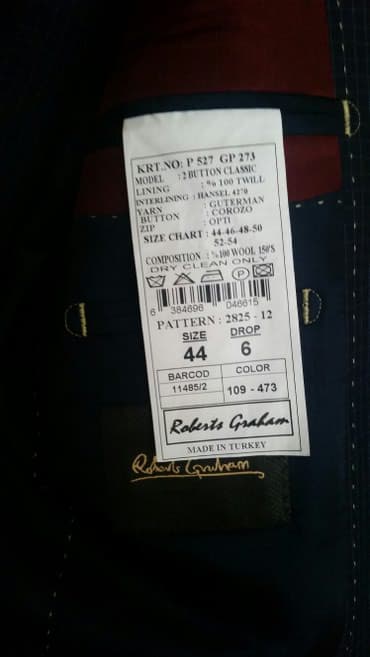 KRT.NO: P 527 GP 273
MODEL : 2 BUTTON CLASSIC
LINING : % 100 TWILL
INTERLINING : HANSEL 4270
YARN : GUTERMAN
BUTTON : COROZO
ZIP : OPTI
SIZE CHART : 44-46-48-50
52-54
COMPOSITION : %100 WOOL 150'S
DRY CLEAN ONLY
6 384696 046615
PATTERN : 2825 - 12
SIZE DROP
44 6
BARCOD COLOR
11485/2 109 - 473
Roberts Graham
MADE IN TURKEY
Roberts Graham